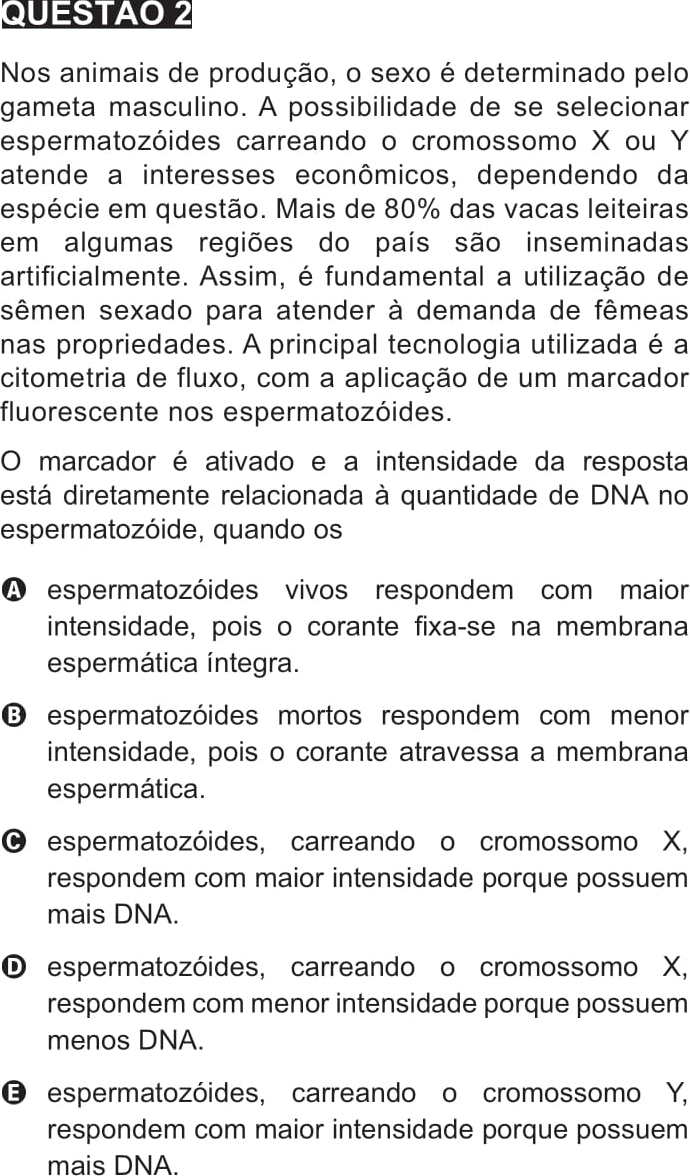 QUESTÃO 2
Nos animais de produção, o sexo é determinado pelo
gameta masculino. A possibilidade de se selecionar
espermatozóides carreando o cromossomo X ou Y
atende a interesses econômicos, dependendo da
espécie em questão. Mais de 80% das vacas leiteiras
em algumas regiões do país são inseminadas
artificialmente. Assim, é fundamental a utilização de
sêmen sexado para atender à demanda de fêmeas
nas propriedades. A principal tecnologia utilizada é a
citometria de fluxo, com a aplicação de um marcador
fluorescente nos espermatozóides.
O marcador é ativado e a intensidade da resposta
está diretamente relacionada à quantidade de DNA no
espermatozóide, quando os
A espermatozóides vivos respondem com maior
intensidade, pois o corante fixa-se na membrana
espermática íntegra.
B espermatozóides mortos respondem com menor
intensidade, pois o corante atravessa a membrana
espermática.
C espermatozóides, carreando o cromossomo X,
respondem com maior intensidade porque possuem
mais DNA.
D espermatozóides, carreando o cromossomo X,
respondem com menor intensidade porque possuem
menos DNA.
E espermatozóides, carreando o cromossomo Y,
respondem com maior intensidade porque possuem
mais DNA.